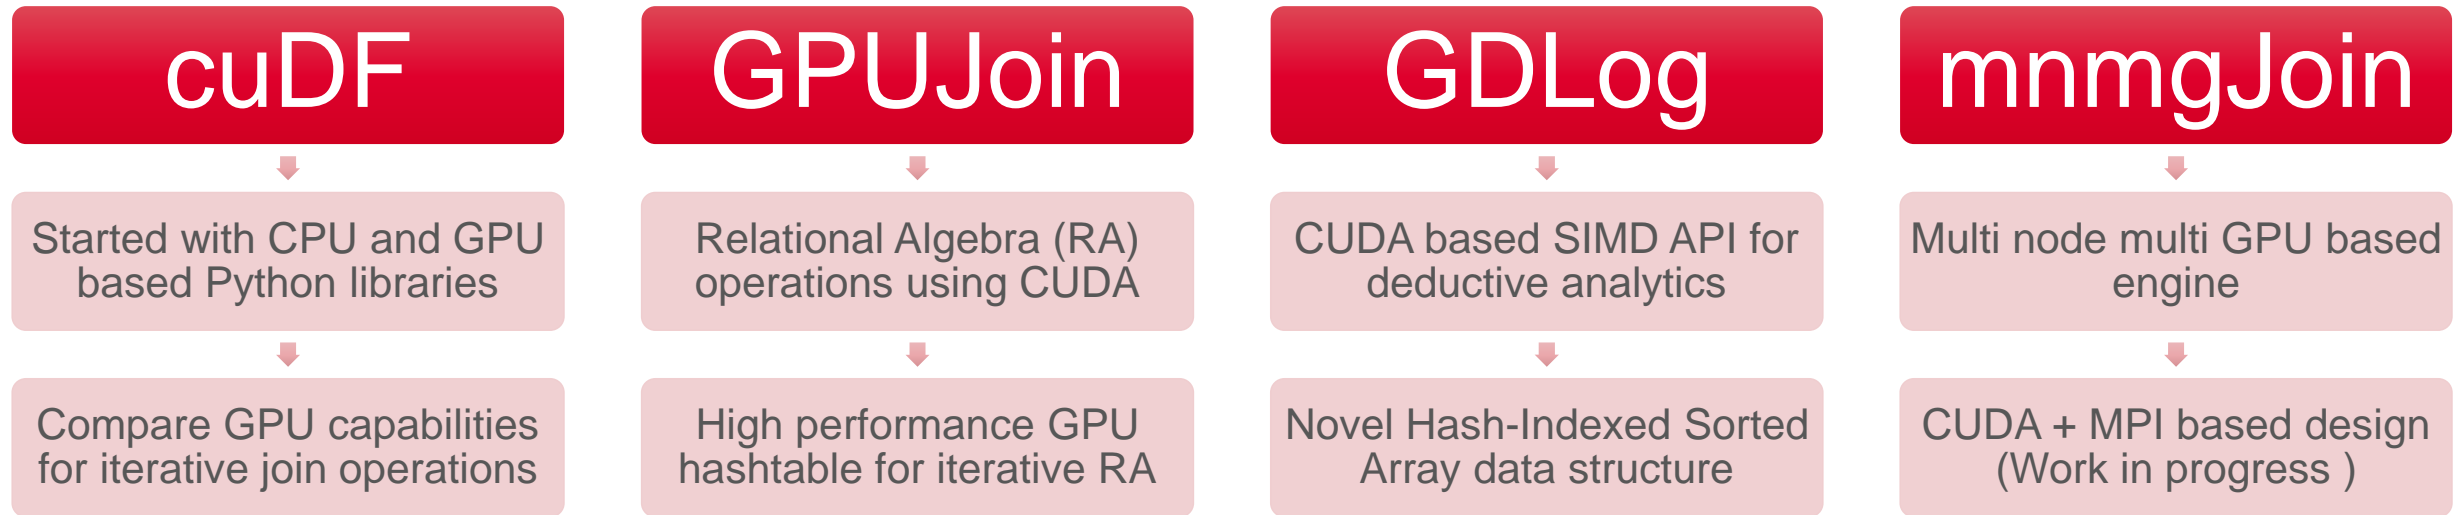 cuDF
Started with CPU and GPU
based Python libraries
Compare GPU capabilities
for iterative join operations
GPUJoin
Relational Algebra (RA)
operations using CUDA
High performance GPU
hashtable for iterative RA
GDLog
CUDA based SIMD API for
deductive analytics
Novel Hash-Indexed Sorted
Array data structure
mnmgJoin
Multi node multi GPU based
engine
CUDA + MPI based design
(Work in progress )